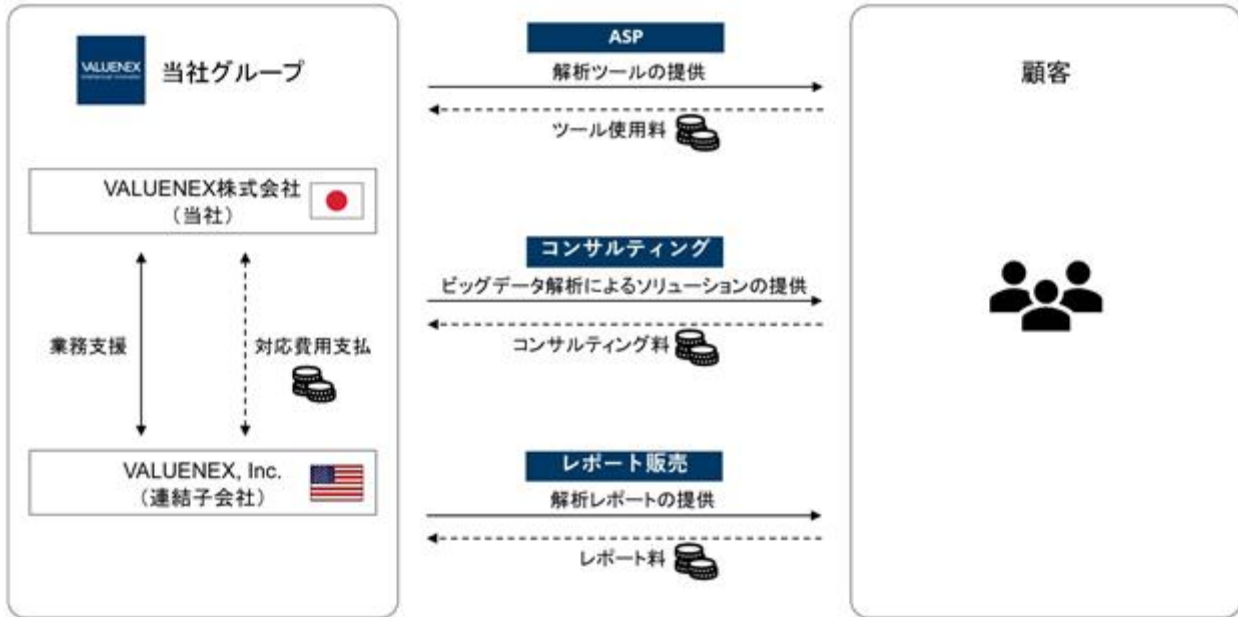 VALUENEX
当社グループ
VALUENEX株式会社
（当社）
業務支援
対応費用支払
VALUENEX, Inc.
（連結子会社）
ASP
解析ツールの提供
ツール使用料
コンサルティング
ビッグデータ解析によるソリューションの提供
コンサルティング料
レポート販売
解析レポートの提供
レポート料
顧客